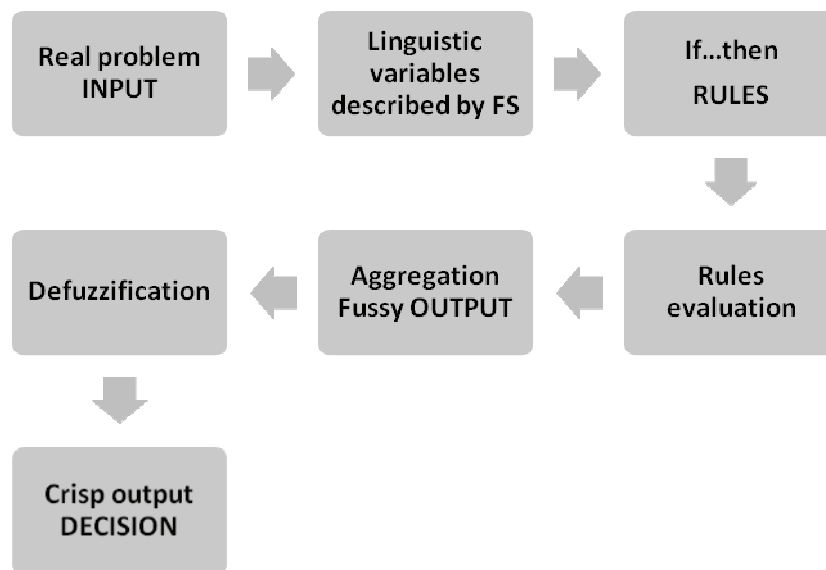 Real problem
INPUT
Linguistic
variables
described by FS
If...then
RULES
Rules
evaluation
Aggregation
Fussy OUTPUT
Defuzzification
Crisp output
DECISION